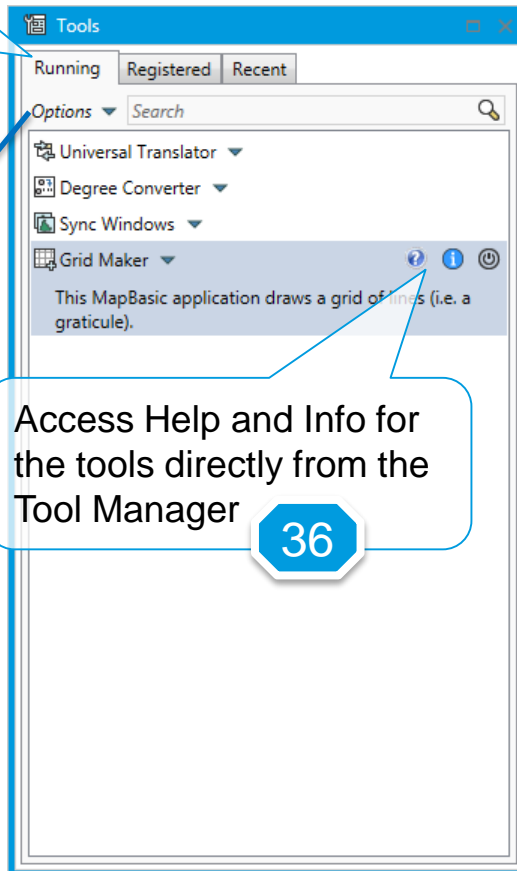 Tools
Running Registered Recent
Options Search
Universal Translator
Degree Converter
Sync Windows
Grid Maker
This MapBasic application draws a grid of lines (i.e. a
graticule).
Access Help and Info for
the tools directly from the
Tool Manager
36